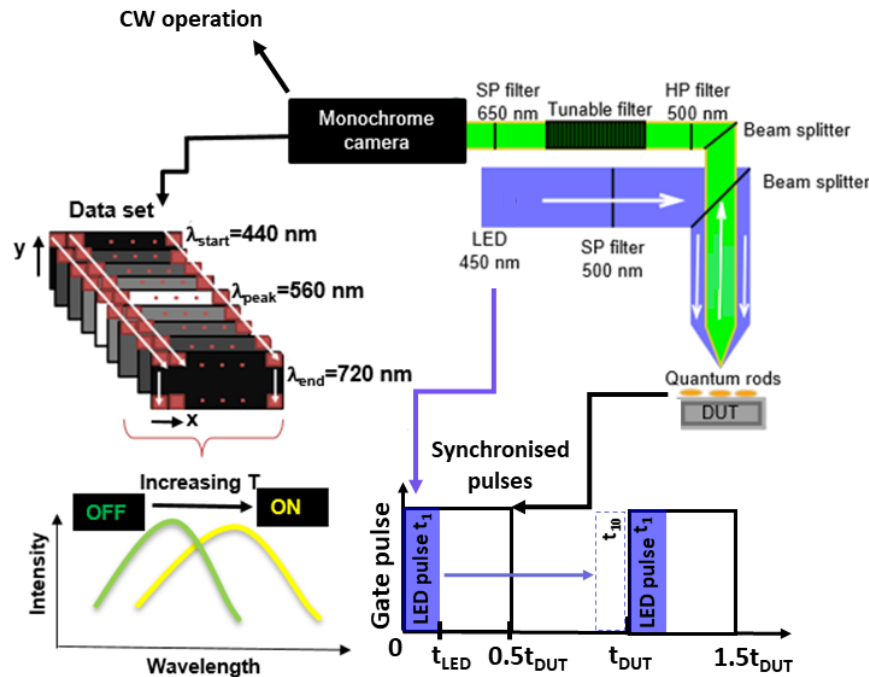 CW operation
SP filter
650 nm
Tunable filter
HP filter
500 nm
Beam splitter
Monochrome
camera
Beam splitter
Data set
y
λstart=440 nm
λpeak=560 nm
λend=720 nm
x
LED
450 nm
SP filter
500 nm
Quantum rods
DUT
Synchronised
pulses
Increasing T
OFF
ON
Intensity
Wavelength
Gate pulse
LED pulse t1
t10
LED pulse t1
0
tLED
0.5tDUT
tDUT
1.5tDUT